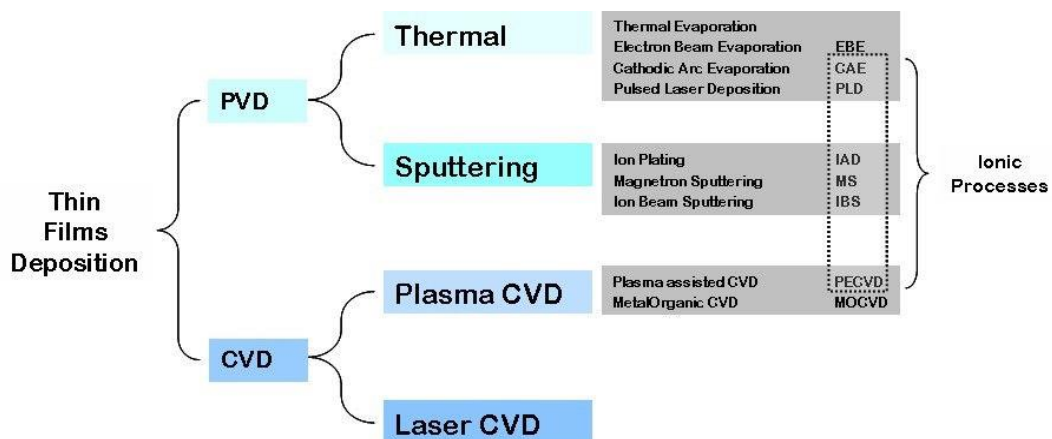 Thin
Films
Deposition
PVD
CVD
Thermal
Sputtering
Plasma CVD
Laser CVD
Thermal Evaporation
Electron Beam Evaporation EBE
Cathodic Arc Evaporation CAE
Pulsed Laser Deposition PLD
Ion Plating IAD
Magnetron Sputtering MS
Ion Beam Sputtering IBS
Plasma assisted CVD PECVD
MetalOrganic CVD MOCVD
Ionic
Processes